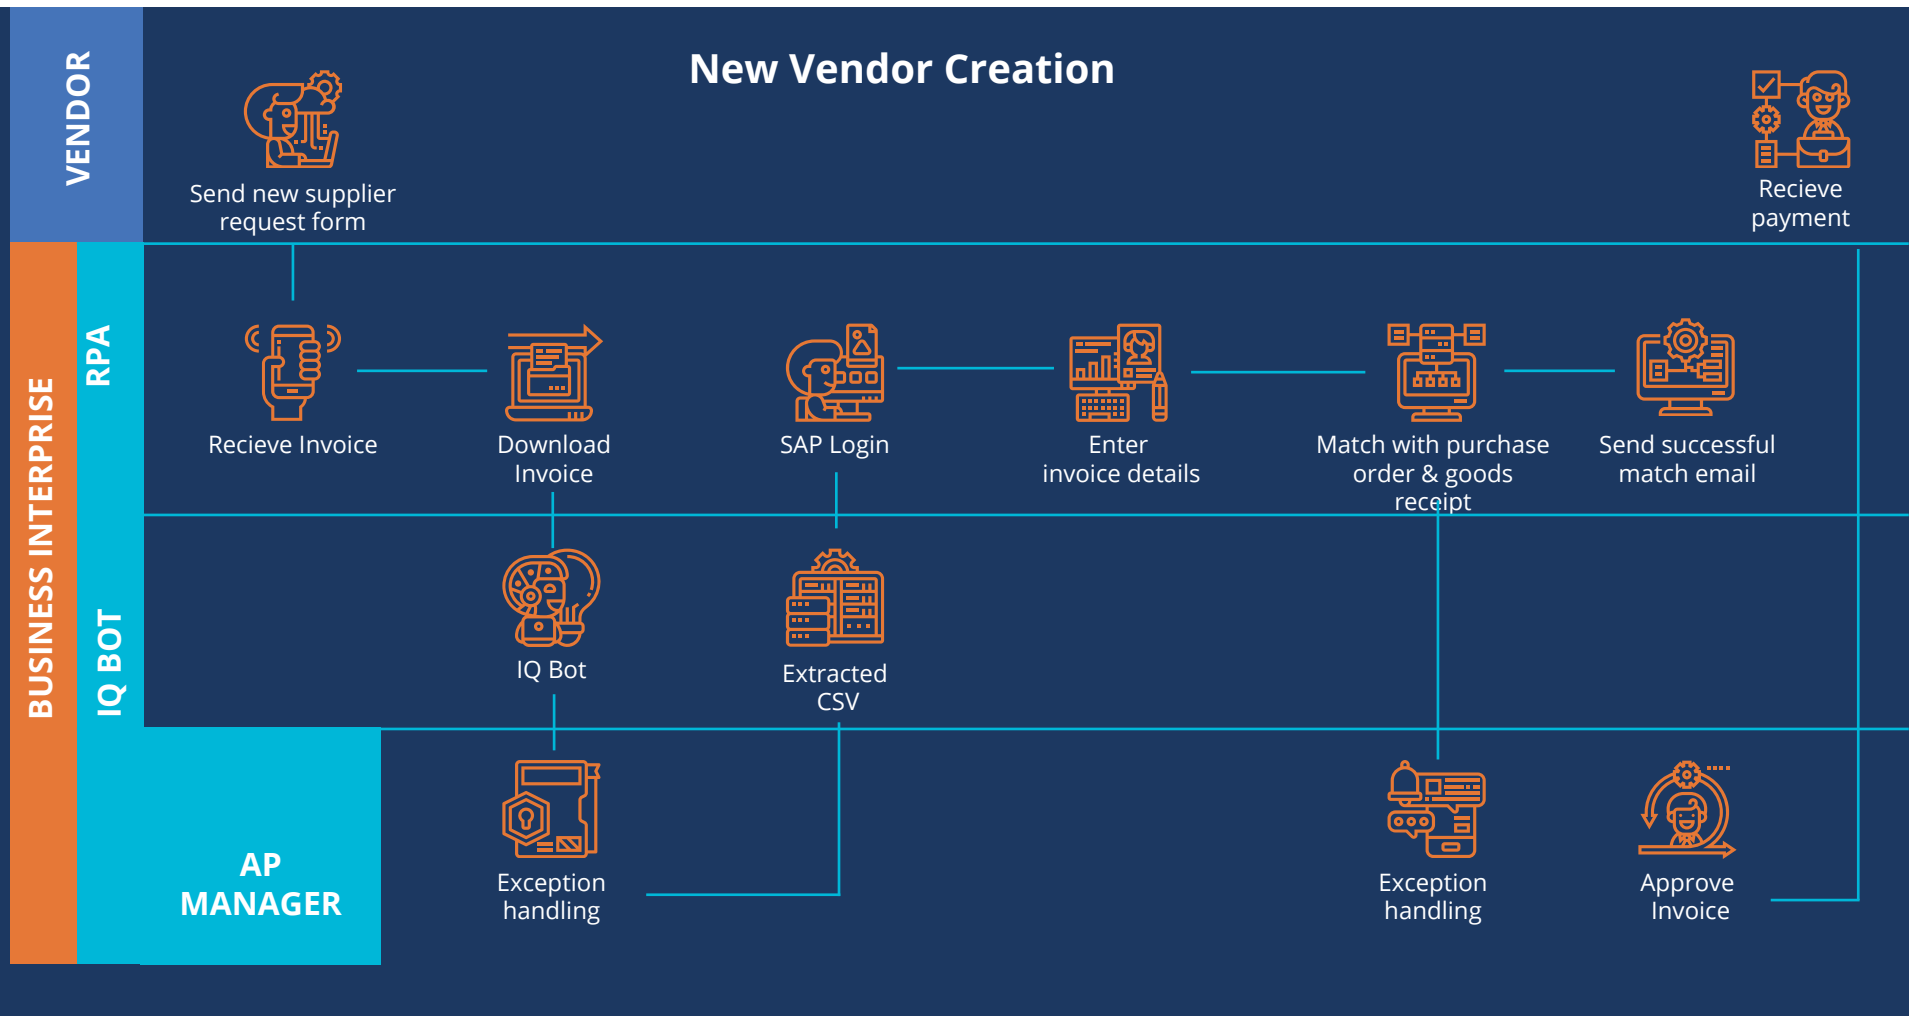 New Vendor Creation
VENDOR
Send new supplier
request form
Recieve
payment
BUSINESS INTERPRISE
RPA
Recieve Invoice
Download
Invoice
SAP Login
Enter
invoice details
Match with purchase
order & goods
receipt
Send successful
match email
IQ BOT
IQ Bot
Extracted
CSV
AP
MANAGER
Exception
handling
Exception
handling
Approve
Invoice